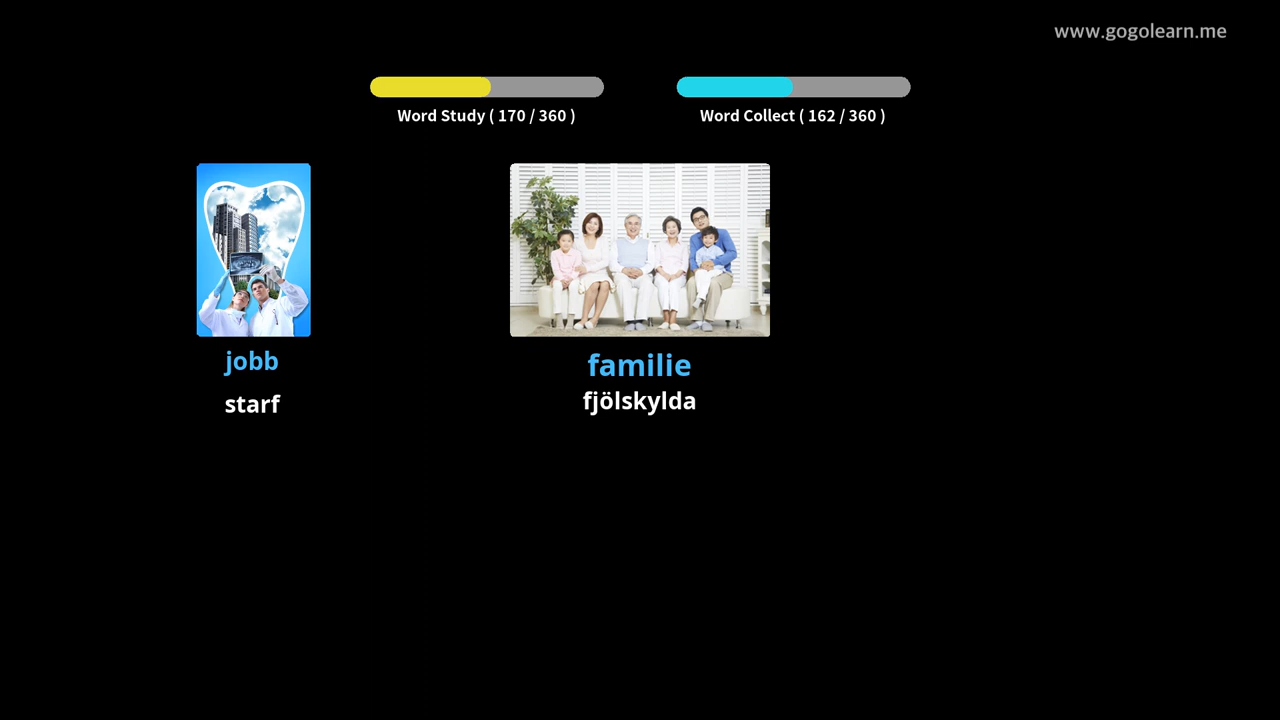 www.gogolearn.me
Word Study ( 170 / 360 )
Word Collect ( 162 / 360 )
jobb
starf
familie
fjölskylda